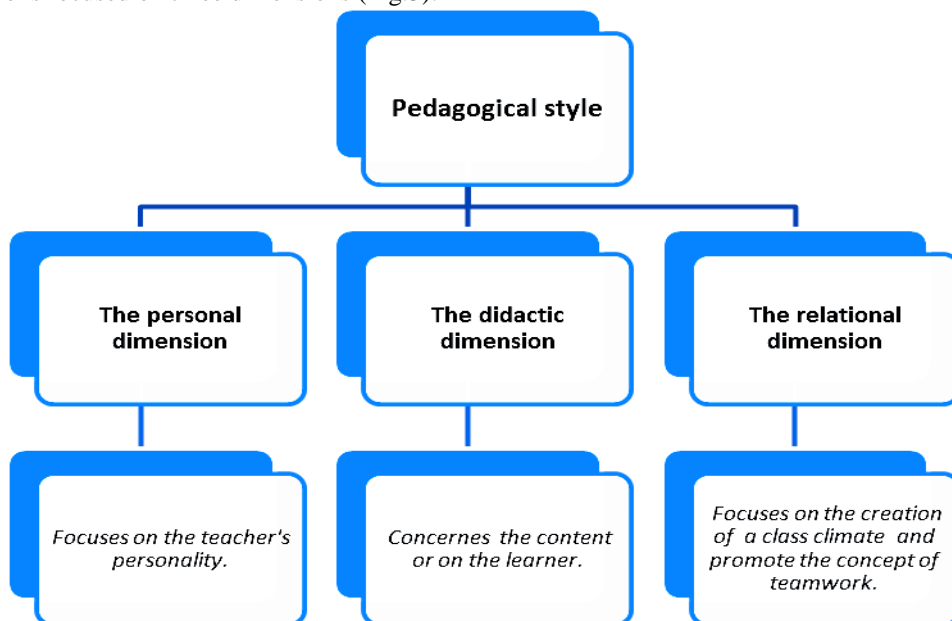 Pedagogical style
The personal
dimension
The didactic
dimension
The relational
dimension
Focuses on the teacher's
personality.
Concernes the content
or on the learner.
Focuses on the creation
of a class climate and
promote the concept of
teamwork.